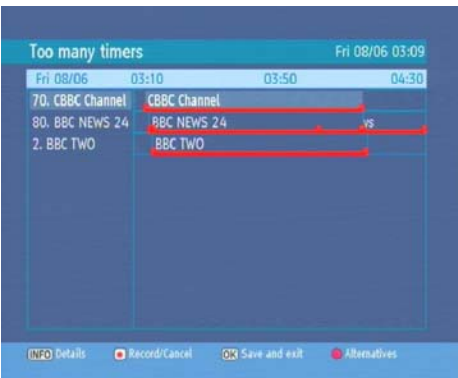 Too many timers Fri 08/06 03:09
Fri 08/06 03:10 03:50 04:30
70. CBBC Channel CBBC Channel
80. BBC NEWS 24 BBC NEWS 24 ys
2. BBC TWO BBC TWO
INFO Details Record/Cancel OK Save and exit Alternatives